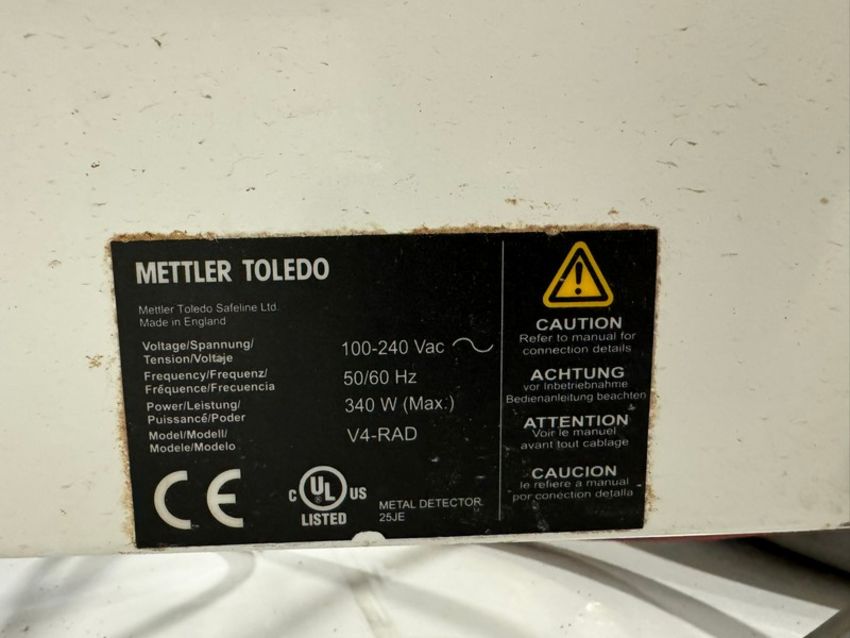 METTLER TOLEDO
Mettler Toledo Safeline Ltd.
Made in England
Voltage/Spannung/
Tension/Voltaje
100-240 Vac
Frequency/Frequenz/
Fréquence/Frecuencia
50/60 Hz
Power/Leistung/
Puissancé/Poder
340 W (Max.)
Model/Modell/
Modele/Modelo
V4-RAD
CE
C UL US
LISTED
METAL DETECTOR
25JE
CAUTION
Refer to manual for
connection details
ACHTUNG
vor Inbetriebnahme
Bedienanleitung beachten
ATTENTION
Voir le manuel
avant tout cablage
CAUCION
le refiere a manual
por conection detalla